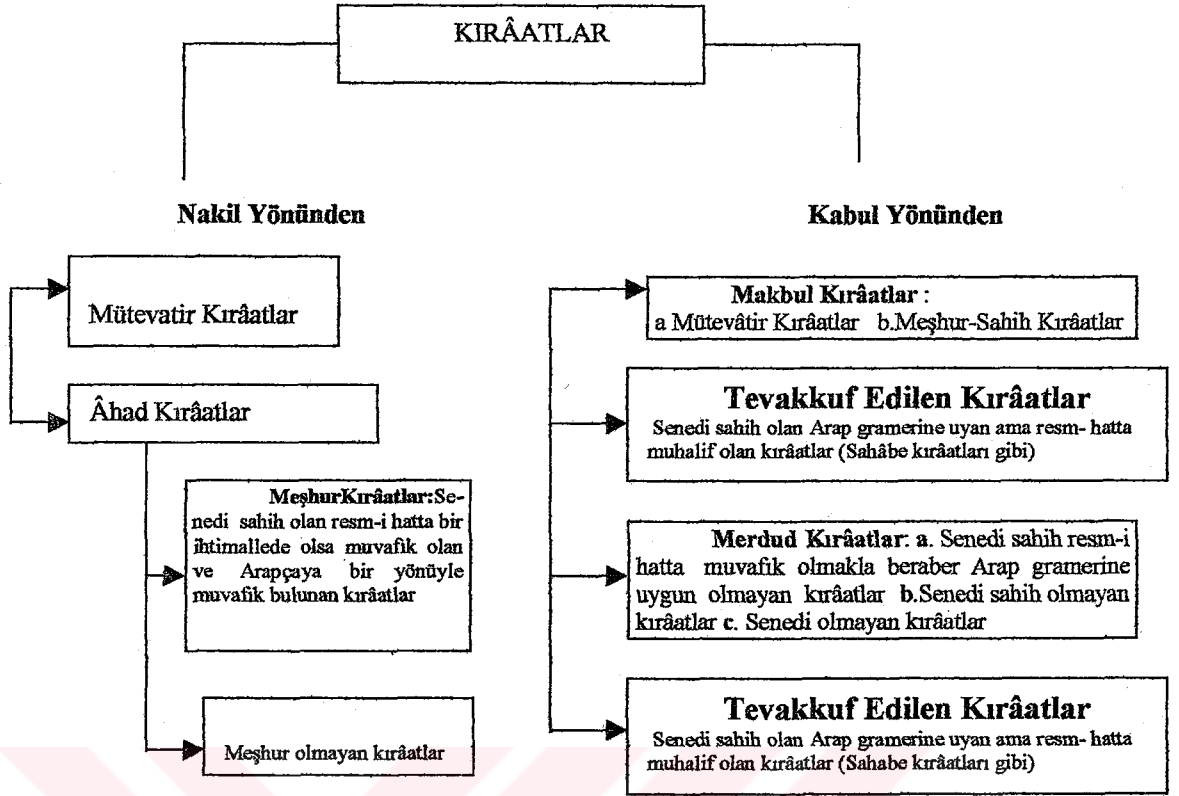 KIRÂATLAR
Nakil Yönünden
Mütevatir Kırâatlar
Âhad Kırâatlar
MeşhurKırâatlar:Se-
nedi sahih olan resm-i hatta bir
ihtimallede olsa muvafik olan
ve Arapçaya bir yönüyle
muvafik bulunan kırâatlar
Meşhur olmayan kırâatlar
Kabul Yönünden
Makbul Kırâatlar :
a Mütevâtir Kırâatlar b.Meşhur-Sahih Kırâatlar
Tevakkuf Edilen Kırâatlar
Senedi sahih olan Arap gramerine uyan ama resm- hatta
muhalif olan kırâatlar (Sahâbe kırâatları gibi)
Merdud Kırâatlar: a. Senedi sahih resm-i
hatta muvafik olmakla beraber Arap gramerine
uygun olmayan kırâatlar b.Senedi sahih olmayan
kırâatlar c. Senedi olmayan kırâatlar
Tevakkuf Edilen Kırâatlar
Senedi sahih olan Arap gramerine uyan ama resm- hatta
muhalif olan kırâatlar (Sahabe kırâatları gibi)